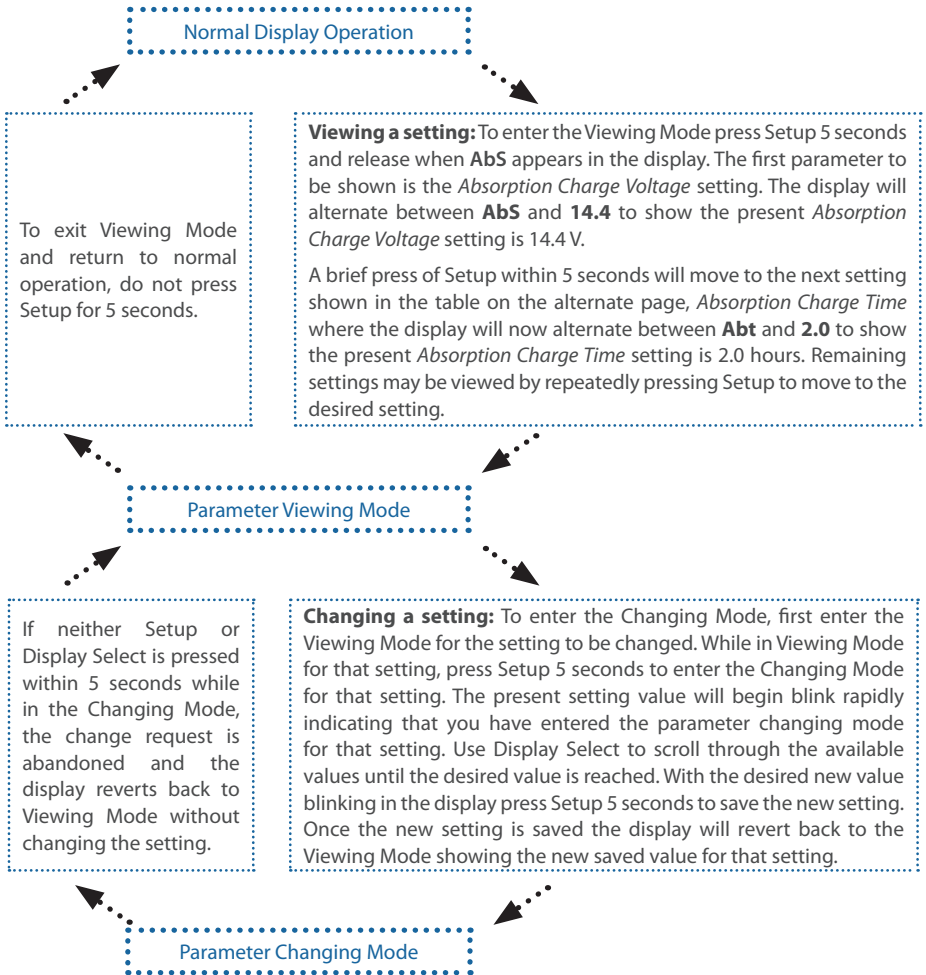 Normal Display Operation
To exit Viewing Mode
and return to normal
operation, do not press
Setup for 5 seconds.
Viewing a setting: To enter the Viewing Mode press Setup 5 seconds
and release when AbS appears in the display. The first parameter to
be shown is the Absorption Charge Voltage setting. The display will
alternate between AbS and 14.4 to show the present Absorption
Charge Voltage setting is 14.4 V.
A brief press of Setup within 5 seconds will move to the next setting
shown in the table on the alternate page, Absorption Charge Time
where the display will now alternate between Abt and 2.0 to show
the present Absorption Charge Time setting is 2.0 hours. Remaining
settings may be viewed by repeatedly pressing Setup to move to the
desired setting.
Parameter Viewing Mode
If neither Setup or
Display Select is pressed
within 5 seconds while
in the Changing Mode,
the change request is
abandoned and the
display reverts back to
Viewing Mode without
changing the setting.
Changing a setting: To enter the Changing Mode, first enter the
Viewing Mode for the setting to be changed. While in Viewing Mode
for that setting, press Setup 5 seconds to enter the Changing Mode
for that setting. The present setting value will begin blink rapidly
indicating that you have entered the parameter changing mode
for that setting. Use Display Select to scroll through the available
values until the desired value is reached. With the desired new value
blinking in the display press Setup 5 seconds to save the new setting.
Once the new setting is saved the display will revert back to the
Viewing Mode showing the new saved value for that setting.
Parameter Changing Mode